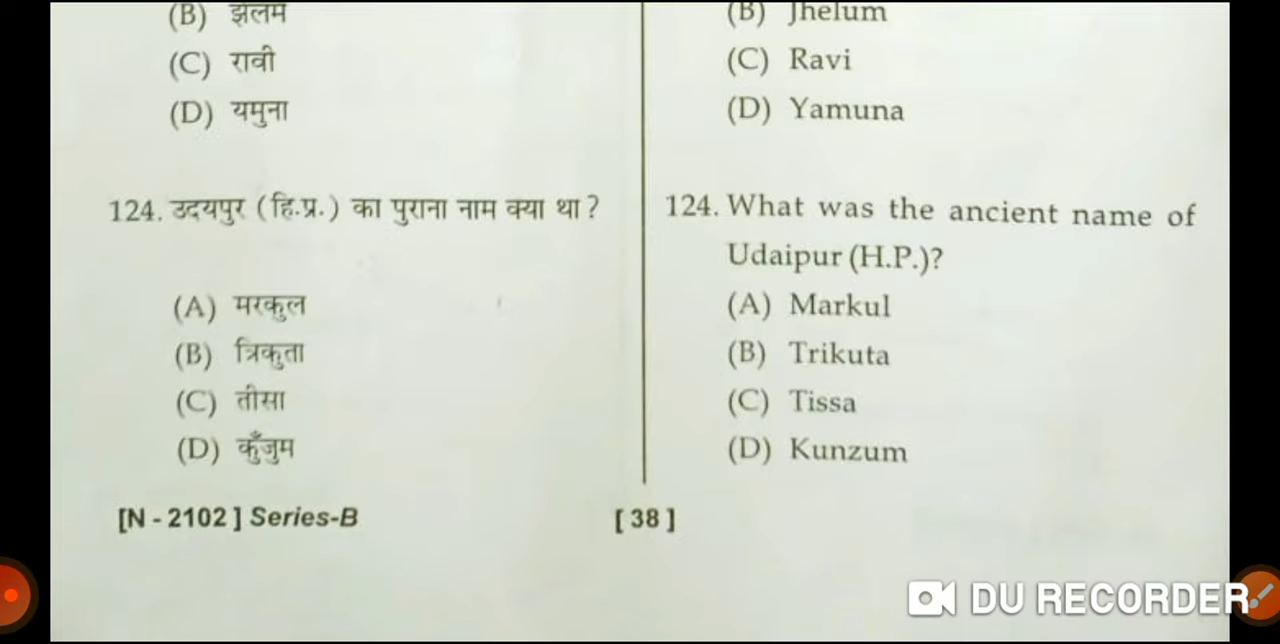 (B) झेलम
(C) रावी
(D) यमुना
124. उदयपुर (हि.प्र.) का पुराना नाम क्या था ?
(A) मरकुल
(B) त्रिकुता
(C) तीसा
(D) कुँजुम
(B) Jhelum
(C) Ravi
(D) Yamuna
124. What was the ancient name of
Udaipur (H.P.)?
(A) Markul
(B) Trikuta
(C) Tissa
(D) Kunzum
[N - 2102 ] Series-B
[ 38 ]
DU RECORDER